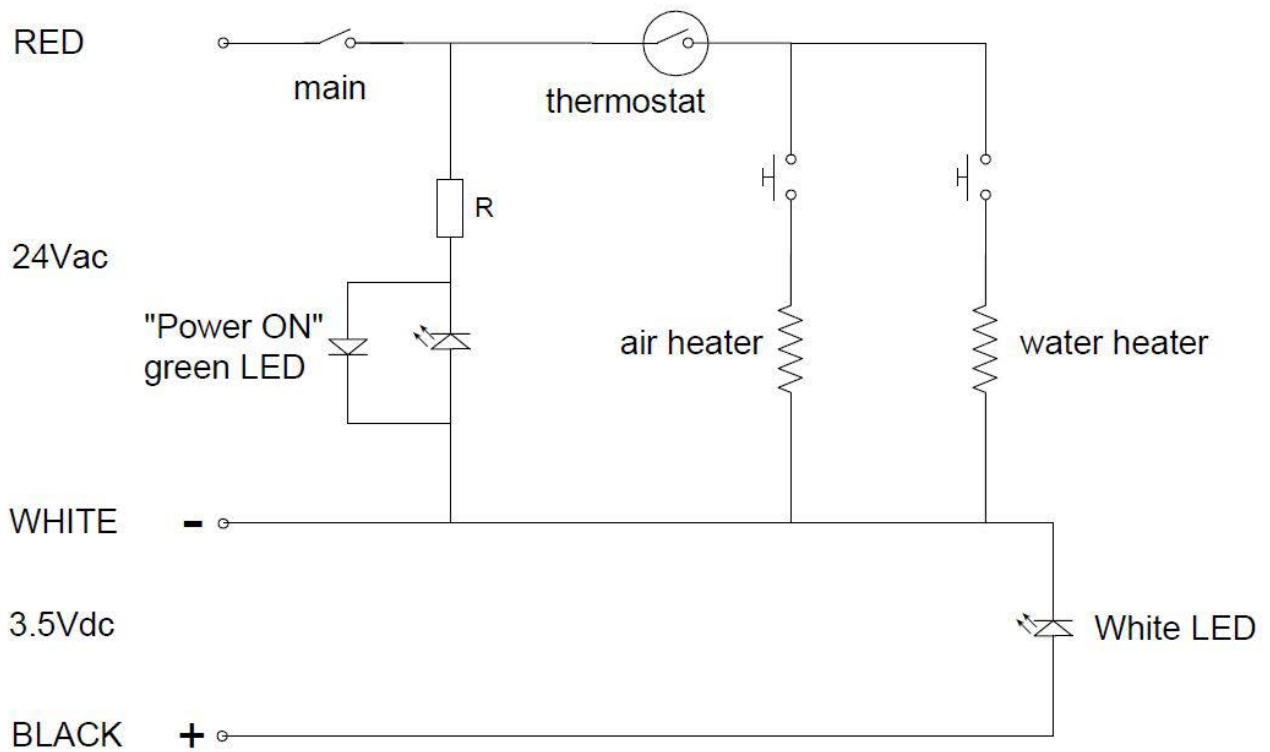 RED
main
thermostat
R
24Vac
"Power ON"
green LED
air heater
water heater
WHITE -
3.5Vdc
White LED
BLACK +